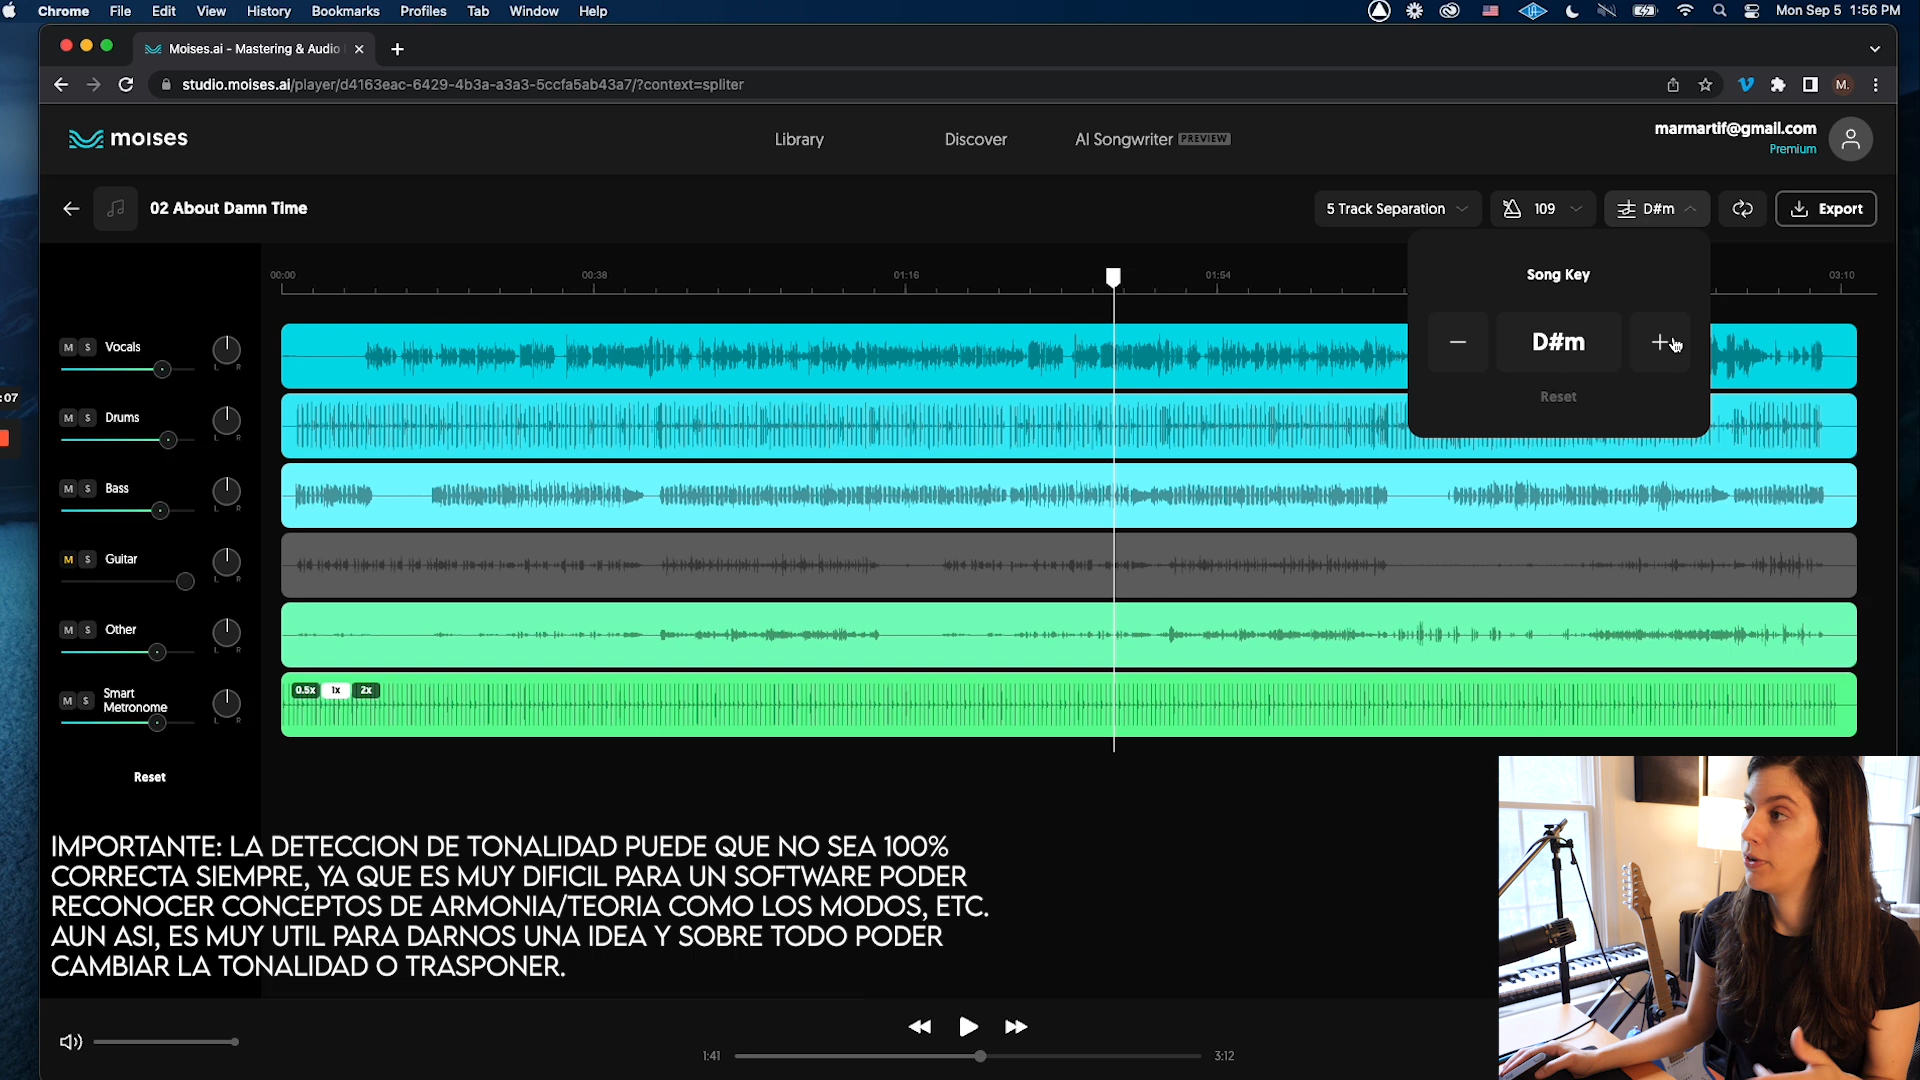 Chrome File Edit View History Bookmarks Profiles Tab Window Help
Mon Sep 5 1:56 PM
Moises.ai - Mastering & Audio
studio.moises.ai/player/d4163eac-6429-4b3a-a3a3-5ccfa5ab43a7/?context=spliter
M.
moises
Library
Discover
AI Songwriter PREVIEW
marmartif@gmail.com
Premium
02 About Damn Time
5 Track Separation
109
D#m
Export
00:00
00:38
01:16
01:54
03:10
Song Key
− D#m +
Reset
M S Vocals
L R
:07
M S Drums
L R
M S Bass
L R
M S Guitar
L R
M S Other
L R
M S Smart Metronome
L R
0.5x 1x 2x
Reset
IMPORTANTE: LA DETECCION DE TONALIDAD PUEDE QUE NO SEA 100%
CORRECTA SIEMPRE, YA QUE ES MUY DIFICIL PARA UN SOFTWARE PODER
RECONOCER CONCEPTOS DE ARMONIA/TEORIA COMO LOS MODOS, ETC.
AUN ASI, ES MUY UTIL PARA DARNOS UNA IDEA Y SOBRE TODO PODER
CAMBIAR LA TONALIDAD O TRASPONER.
1:41
3:12